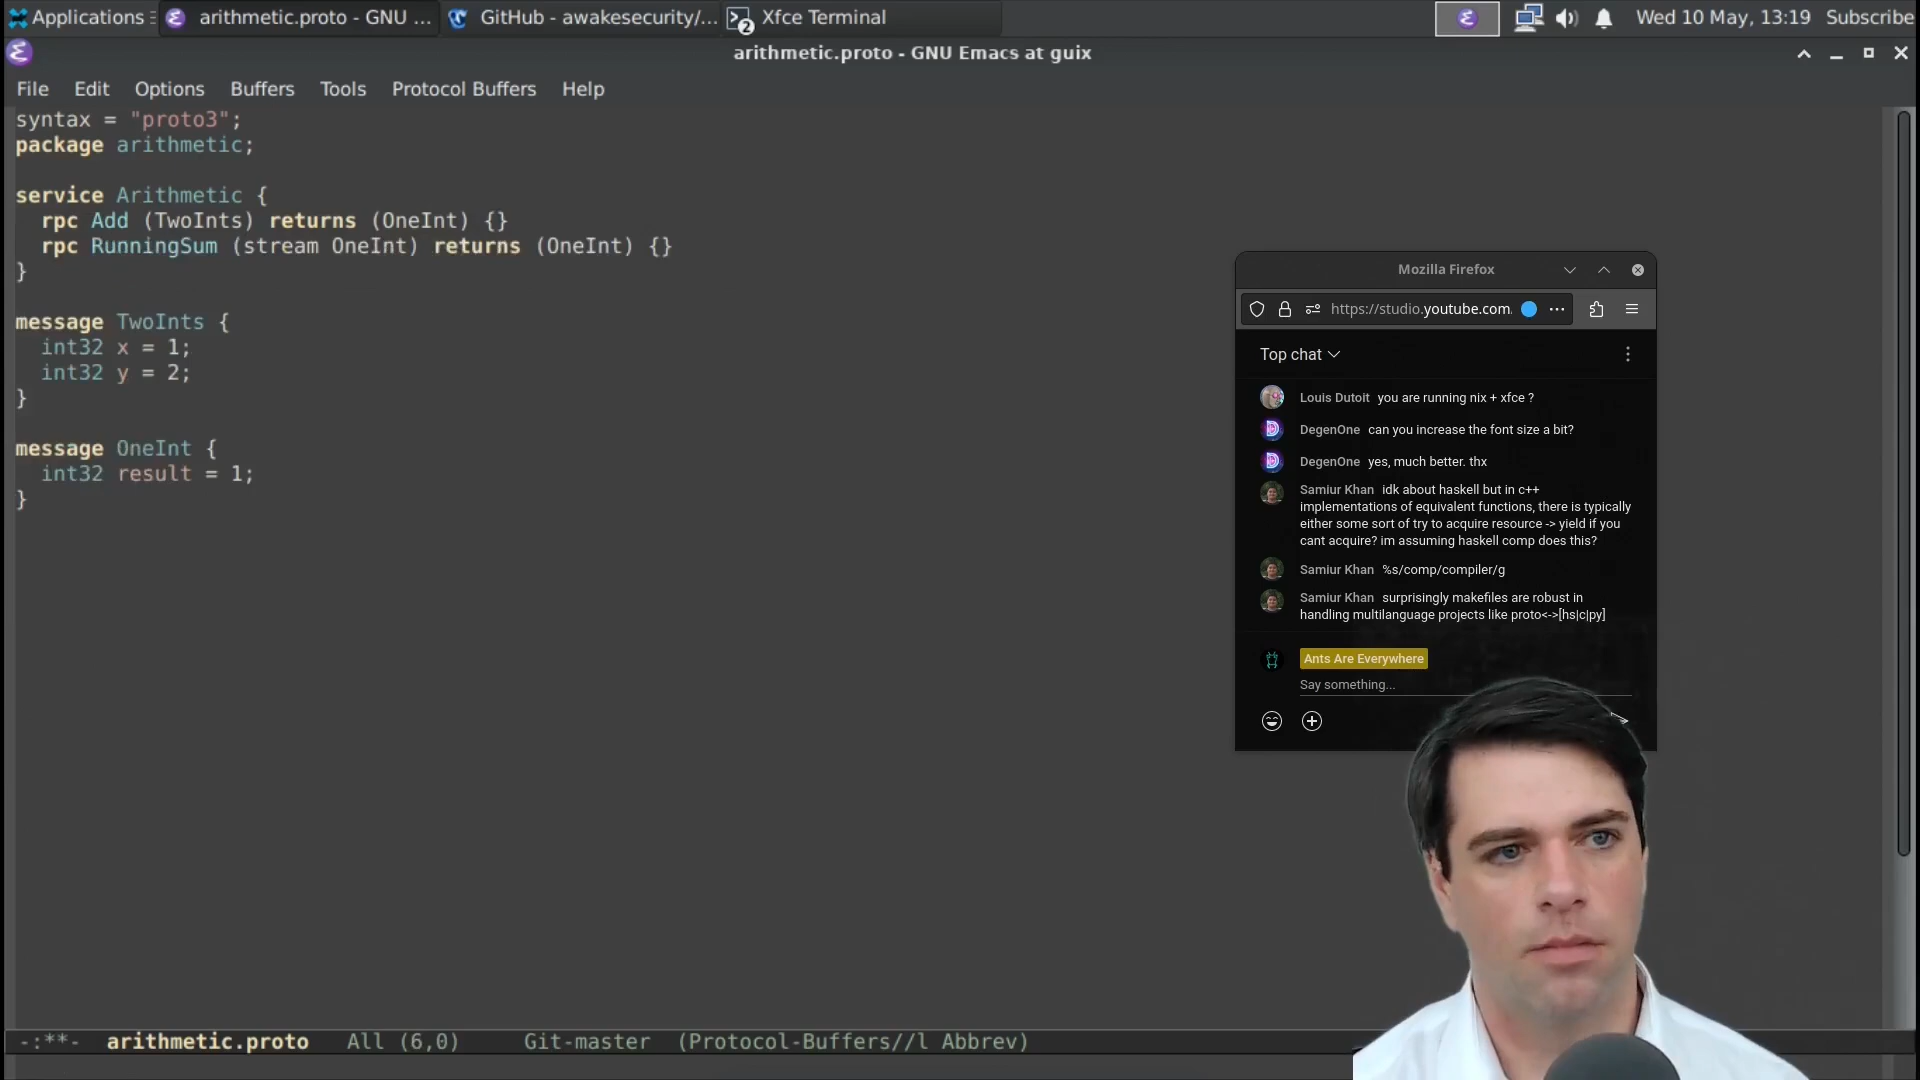 Applications
arithmetic.proto - GNU ...
GitHub - awakesecurity/...
2
Xfce Terminal
Wed 10 May, 13:19
Subscribe
arithmetic.proto - GNU Emacs at guix
File Edit Options Buffers Tools Protocol Buffers Help
syntax = "proto3";
package arithmetic;
service Arithmetic {
  rpc Add (TwoInts) returns (OneInt) {}
  rpc RunningSum (stream OneInt) returns (OneInt) {}
}
message TwoInts {
  int32 x = 1;
  int32 y = 2;
}
message OneInt {
  int32 result = 1;
}
Mozilla Firefox
https://studio.youtube.com
Top chat
Louis Dutoit you are running nix + xfce ?
DegenOne can you increase the font size a bit?
DegenOne yes, much better. thx
Samiur Khan idk about haskell but in c++
implementations of equivalent functions, there is typically
either some sort of try to acquire resource -> yield if you
cant acquire? im assuming haskell comp does this?
Samiur Khan %s/comp/compiler/g
Samiur Khan surprisingly makefiles are robust in
handling multilanguage projects like proto<->[hs|c|py]
Ants Are Everywhere
Say something...
-:**- arithmetic.proto All (6,0) Git-master (Protocol-Buffers//l Abbrev)